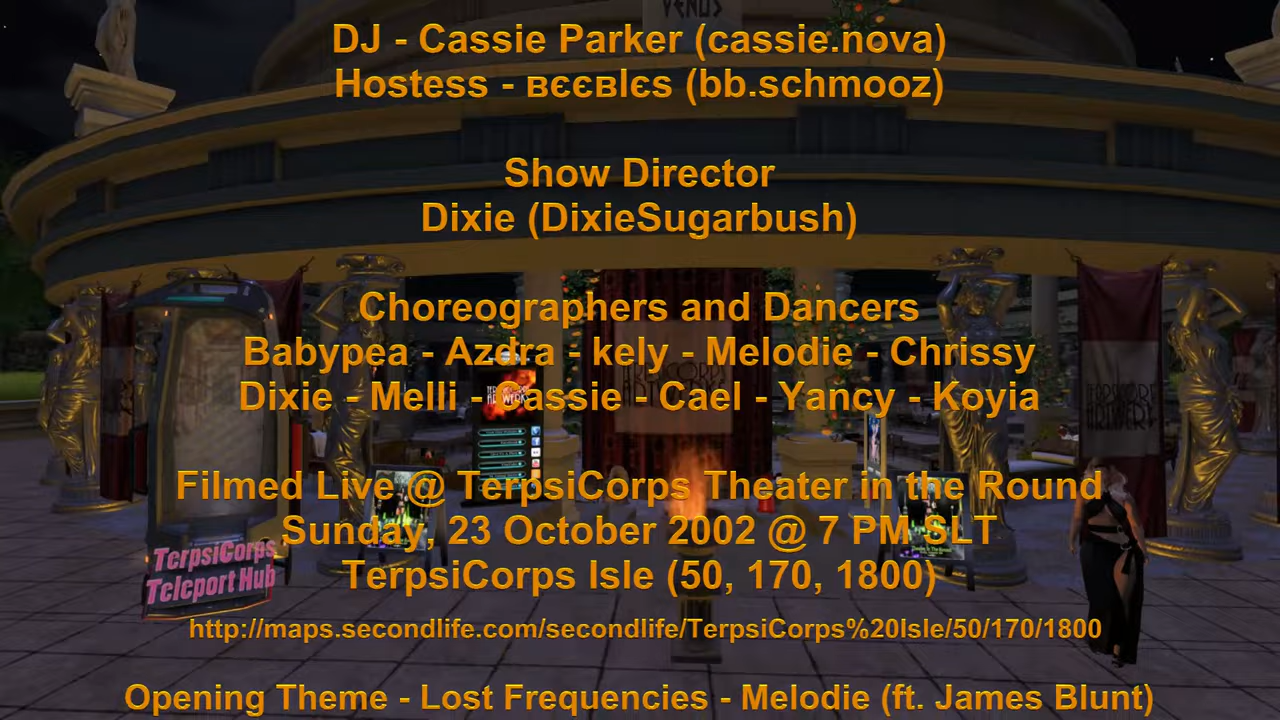 VENUS
DJ - Cassie Parker (cassie.nova)
Hostess - вєєвlєs (bb.schmooz)
Show Director
Dixie (DixieSugarbush)
Choreographers and Dancers
Babypea - Azdra - kely - Melodie - Chrissy
Dixie - Melli - Cassie - Cael - Yancy - Koyia
Filmed Live @ TerpsiCorps Theater in the Round
Sunday, 23 October 2002 @ 7 PM SLT
TerpsiCorps Isle (50, 170, 1800)
TerpsiCorps
Teleport Hub
http://maps.secondlife.com/secondlife/TerpsiCorps%20Isle/50/170/1800
Opening Theme - Lost Frequencies - Melodie (ft. James Blunt)